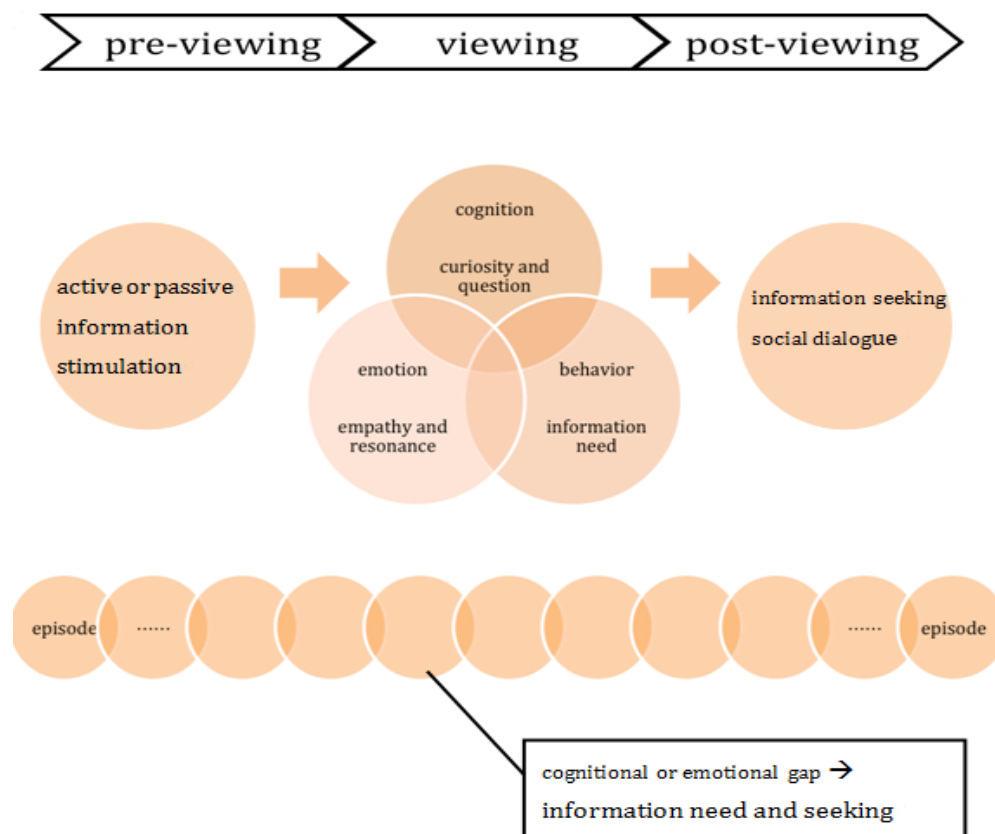 pre-viewing
viewing
post-viewing
cognition
curiosity and
question
active or passive
information
stimulation
emotion
empathy and
resonance
behavior
information
need
information seeking
social dialogue
episode
......
......
episode
cognitional or emotional gap →
information need and seeking